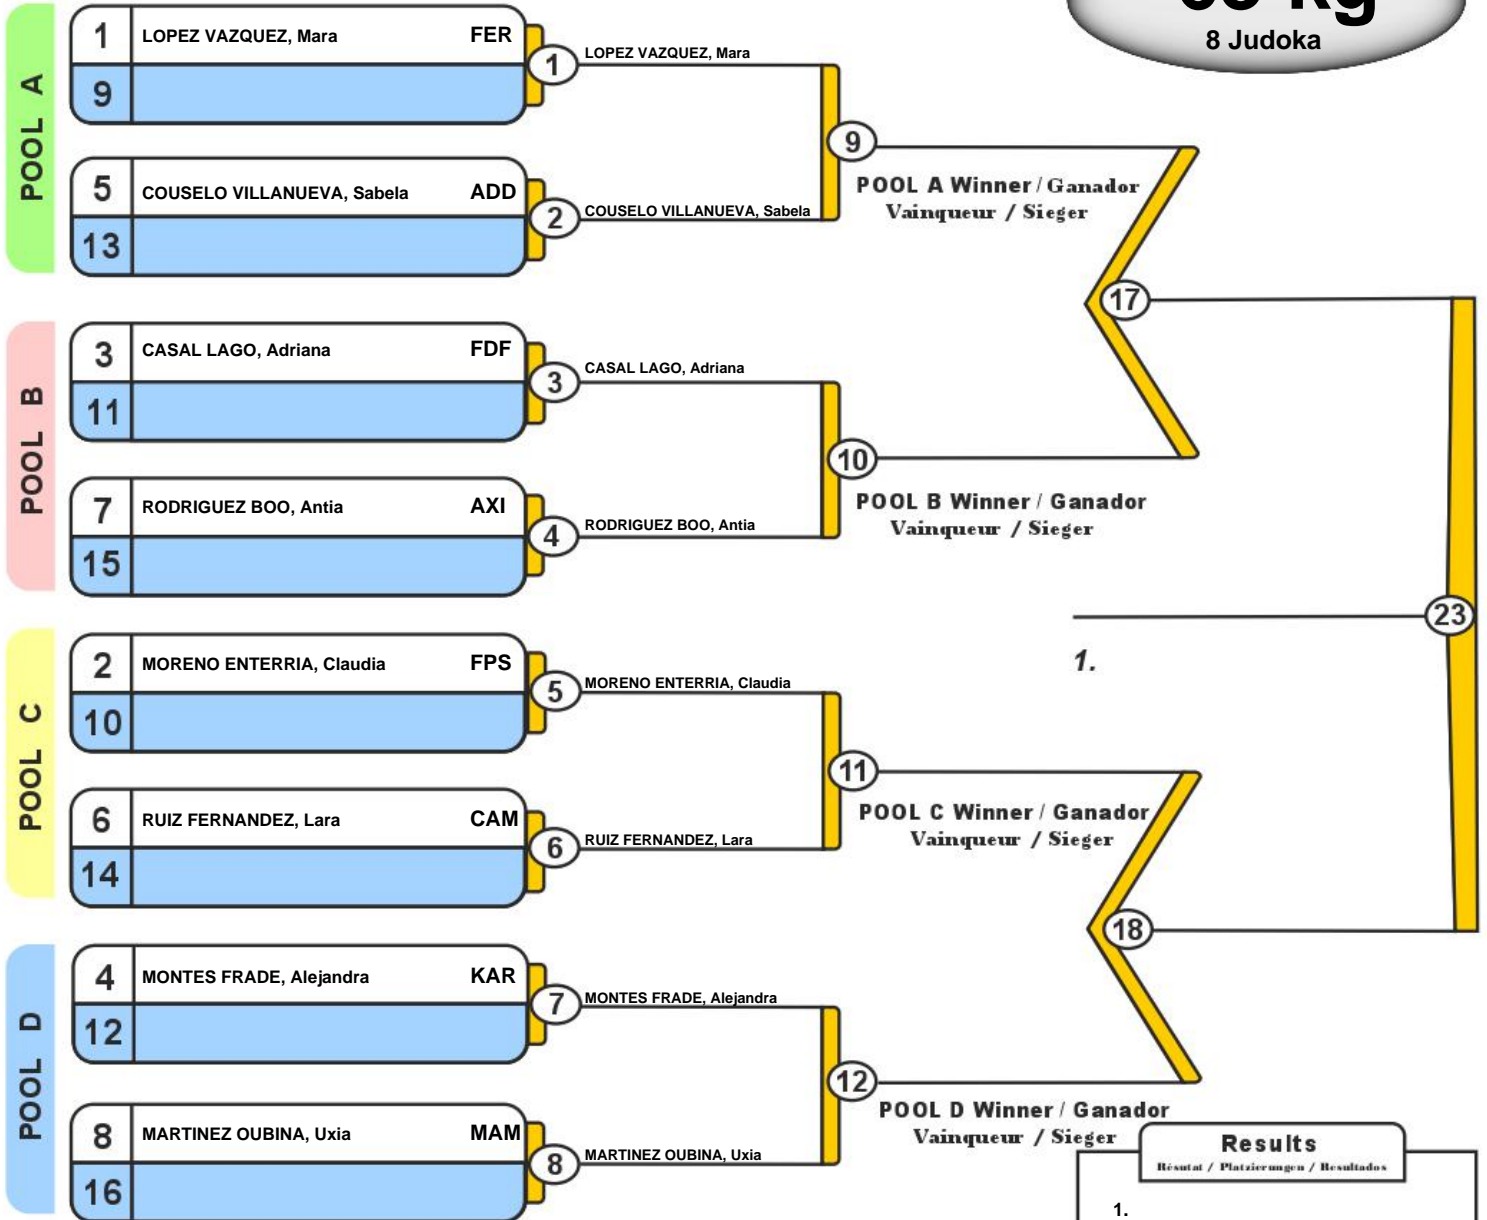 8 Judoka
POOL A
1 LOPEZ VAZQUEZ, Mara FER
9
1
LOPEZ VAZQUEZ, Mara
5 COUSELO VILLANUEVA, Sabela ADD
13
2
COUSELO VILLANUEVA, Sabela
9
POOL A Winner / Ganador
Vainqueur / Sieger
POOL B
3 CASAL LAGO, Adriana FDF
11
3
CASAL LAGO, Adriana
7 RODRIGUEZ BOO, Antia AXI
15
4
RODRIGUEZ BOO, Antia
10
POOL B Winner / Ganador
Vainqueur / Sieger
17
POOL C
2 MORENO ENTERRIA, Claudia FPS
10
5
MORENO ENTERRIA, Claudia
6 RUIZ FERNANDEZ, Lara CAM
14
6
RUIZ FERNANDEZ, Lara
11
POOL C Winner / Ganador
Vainqueur / Sieger
POOL D
4 MONTES FRADE, Alejandra KAR
12
7
MONTES FRADE, Alejandra
8 MARTINEZ OUBINA, Uxia MAM
16
8
MARTINEZ OUBINA, Uxia
12
POOL D Winner / Ganador
Vainqueur / Sieger
18
23
1.
Results
Résutat / Platzierungen / Resultados
1.